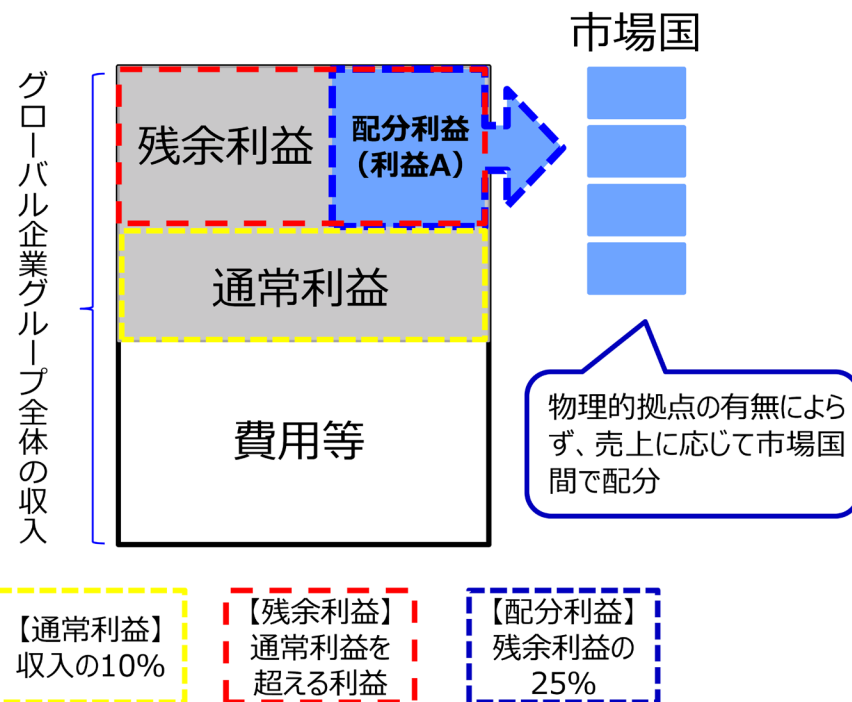 市場国
グローバル企業グループ全体の収入
残余利益
配分利益
（利益A）
通常利益
費用等
物理的拠点の有無によら
ず、売上に応じて市場国
間で配分
【通常利益】
収入の10%
【残余利益】
通常利益を
超える利益
【配分利益】
残余利益の
25%